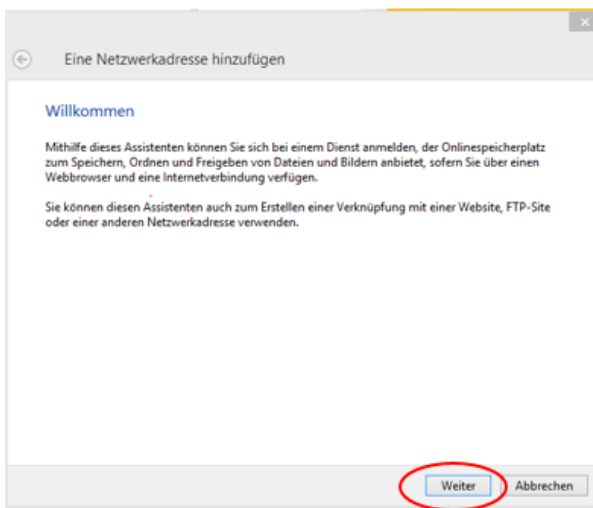 Eine Netzwerkadresse hinzufügen
Willkommen
Mithilfe dieses Assistenten können Sie sich bei einem Dienst anmelden, der Onlinespeicherplatz
zum Speichern, Ordnen und Freigeben von Dateien und Bildern anbietet, sofern Sie über einen
Webbrowser und eine Internetverbindung verfügen.
Sie können diesen Assistenten auch zum Erstellen einer Verknüpfung mit einer Website, FTP-Site
oder einer anderen Netzwerkadresse verwenden.
Weiter Abbrechen